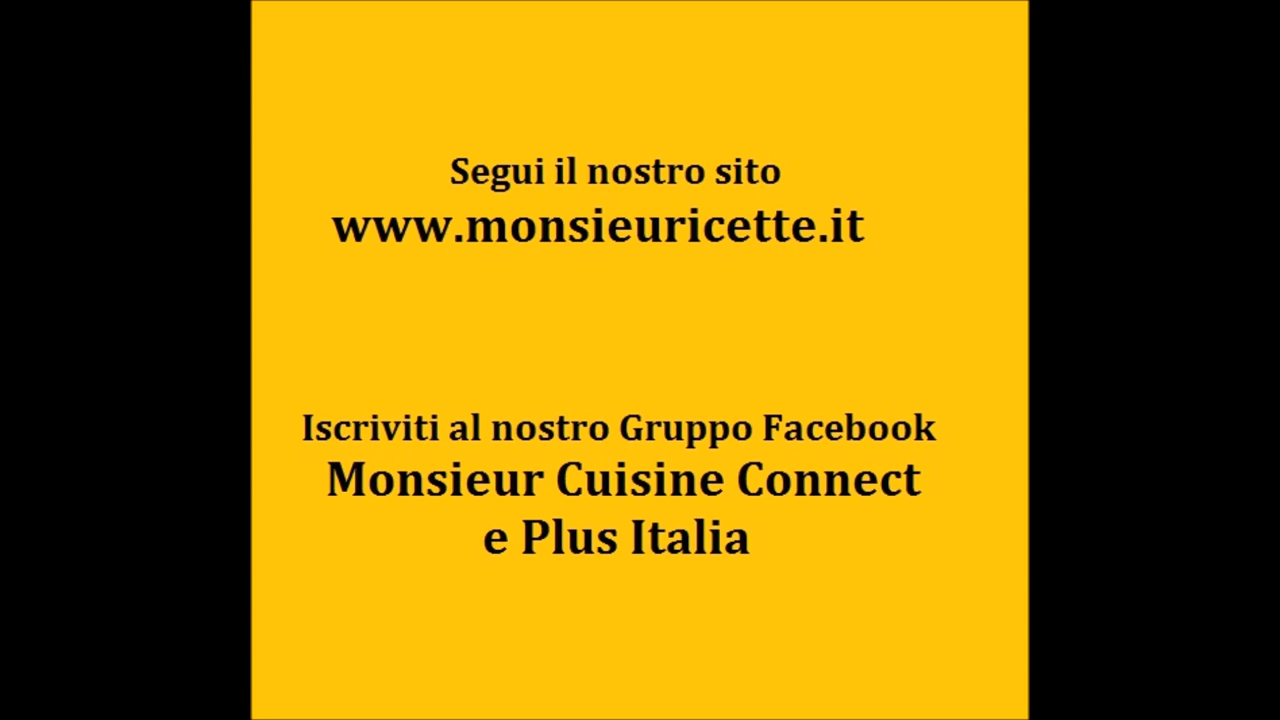 Segui il nostro sito
www.monsieuricette.it
Iscriviti al nostro Gruppo Facebook
Monsieur Cuisine Connect
e Plus Italia